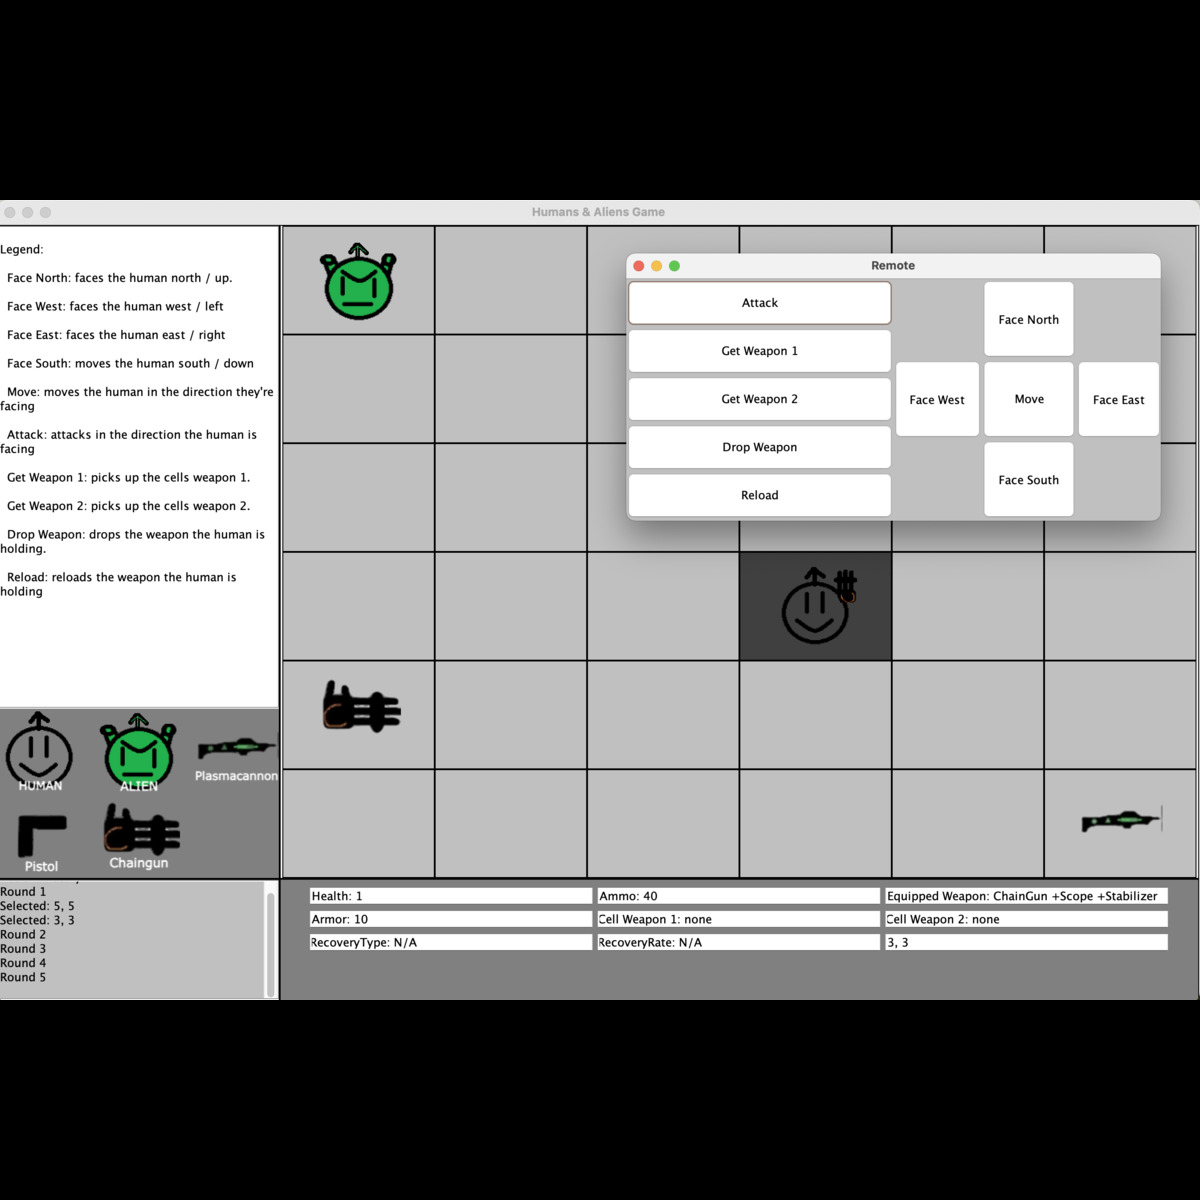 Humans & Aliens Game
Legend:
Face North: faces the human north / up.
Face West: faces the human west / left
Face East: faces the human east / right
Face South: moves the human south / down
Move: moves the human in the direction they're
facing
Attack: attacks in the direction the human is
facing
Get Weapon 1: picks up the cells weapon 1.
Get Weapon 2: picks up the cells weapon 2.
Drop Weapon: drops the weapon the human is
holding.
Reload: reloads the weapon the human is
holding
Remote
Attack
Get Weapon 1
Get Weapon 2
Drop Weapon
Reload
Face North
Face West
Move
Face East
Face South
HUMAN
ALIEN
Plasmacannon
Pistol
Chaingun
Round 1
Selected: 5, 5
Selected: 3, 3
Round 2
Round 3
Round 4
Round 5
Health: 1
Ammo: 40
Equipped Weapon: ChainGun +Scope +Stabilizer
Armor: 10
Cell Weapon 1: none
Cell Weapon 2: none
RecoveryType: N/A
RecoveryRate: N/A
3, 3